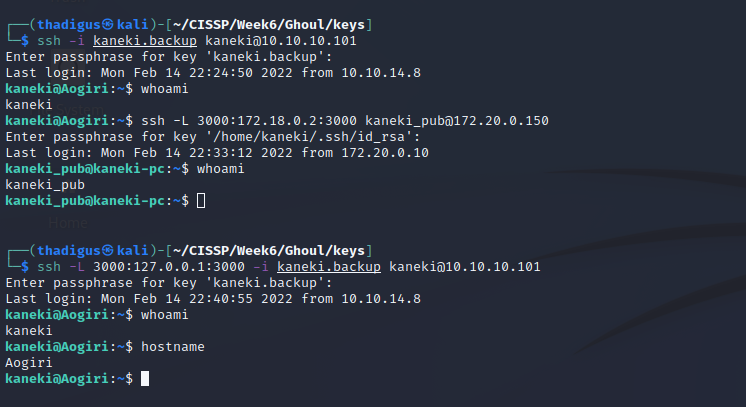 ┌──(thadigus㉿kali)-[~/CISSP/Week6/Ghoul/keys]
└─$ ssh -i kaneki.backup kaneki@10.10.10.101
Enter passphrase for key 'kaneki.backup':
Last login: Mon Feb 14 22:24:50 2022 from 10.10.14.8
kaneki@Aogiri:~$ whoami
kaneki
kaneki@Aogiri:~$ ssh -L 3000:172.18.0.2:3000 kaneki_pub@172.20.0.150
Enter passphrase for key '/home/kaneki/.ssh/id_rsa':
Last login: Mon Feb 14 22:33:12 2022 from 172.20.0.10
kaneki_pub@kaneki-pc:~$ whoami
kaneki_pub
kaneki_pub@kaneki-pc:~$
Home
┌──(thadigus㉿kali)-[~/CISSP/Week6/Ghoul/keys]
└─$ ssh -L 3000:127.0.0.1:3000 -i kaneki.backup kaneki@10.10.10.101
Enter passphrase for key 'kaneki.backup':
Last login: Mon Feb 14 22:40:55 2022 from 10.10.14.8
kaneki@Aogiri:~$ whoami
kaneki
kaneki@Aogiri:~$ hostname
Aogiri
kaneki@Aogiri:~$